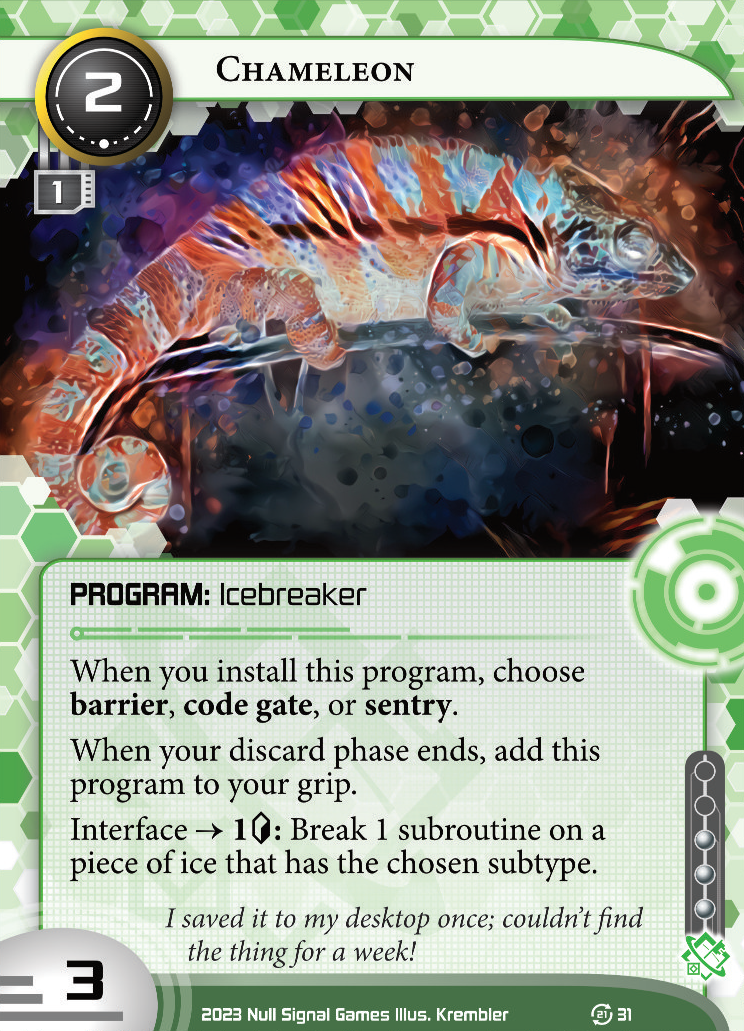 CHAMELEON
2
1
PROGRAM: Icebreaker
When you install this program, choose
barrier, code gate, or sentry.
When your discard phase ends, add this
program to your grip.
Interface → 1: Break 1 subroutine on a
piece of ice that has the chosen subtype.
I saved it to my desktop once; couldn't find
the thing for a week!
3
2023 Null Signal Games Illus. Krembler
21 31